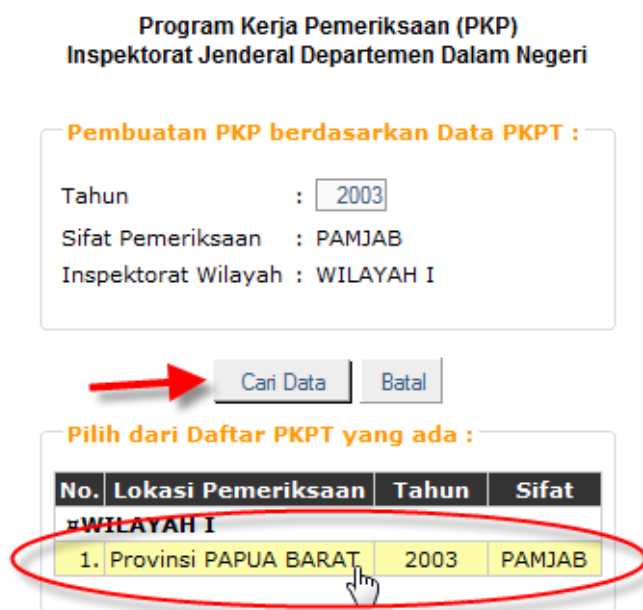 Program Kerja Pemeriksaan (PKP)
Inspektorat Jenderal Departemen Dalam Negeri
Pembuatan PKP berdasarkan Data PKPT :
Tahun : 2003
Sifat Pemeriksaan : PAMJAB
Inspektorat Wilayah : WILAYAH I
Cari Data Batal
Pilih dari Daftar PKPT yang ada :
No. Lokasi Pemeriksaan Tahun Sifat
¤WILAYAH I
1. Provinsi PAPUA BARAT 2003 PAMJAB